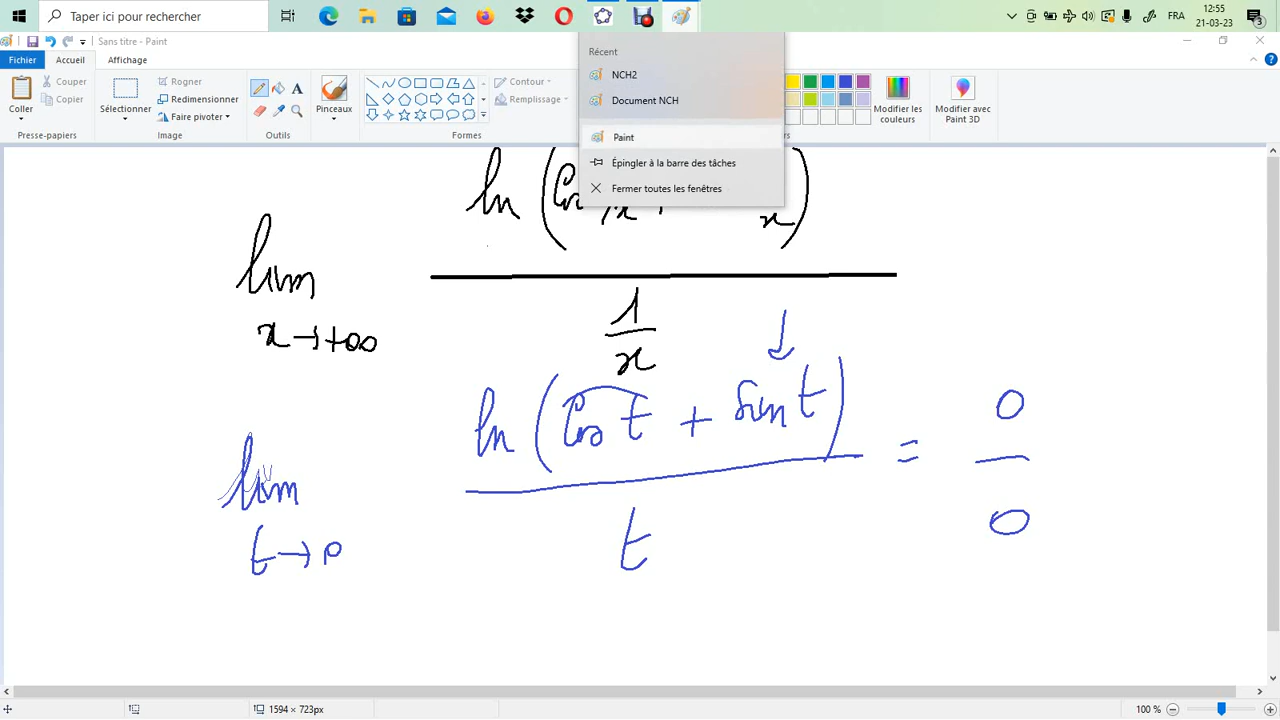 Taper ici pour rechercher
FRA
12:55
21-03-23
3
Sans titre - Paint
Fichier
Accueil
Affichage
Coller
Couper
Copier
Presse-papiers
Sélectionner
Rogner
Redimensionner
Faire pivoter
Image
Outils
Pinceaux
Contour
Remplissage
Formes
Modifier les couleurs
Modifier avec Paint 3D
Récent
NCH2
Document NCH
Paint
Épingler à la barre des tâches
Fermer toutes les fenêtres
ln (Cos
x
x )
lim
x→+∞
1
x
ln (Cos t + Sin t) = 0
lim
t→0
t
0
1594 × 723px
100 %